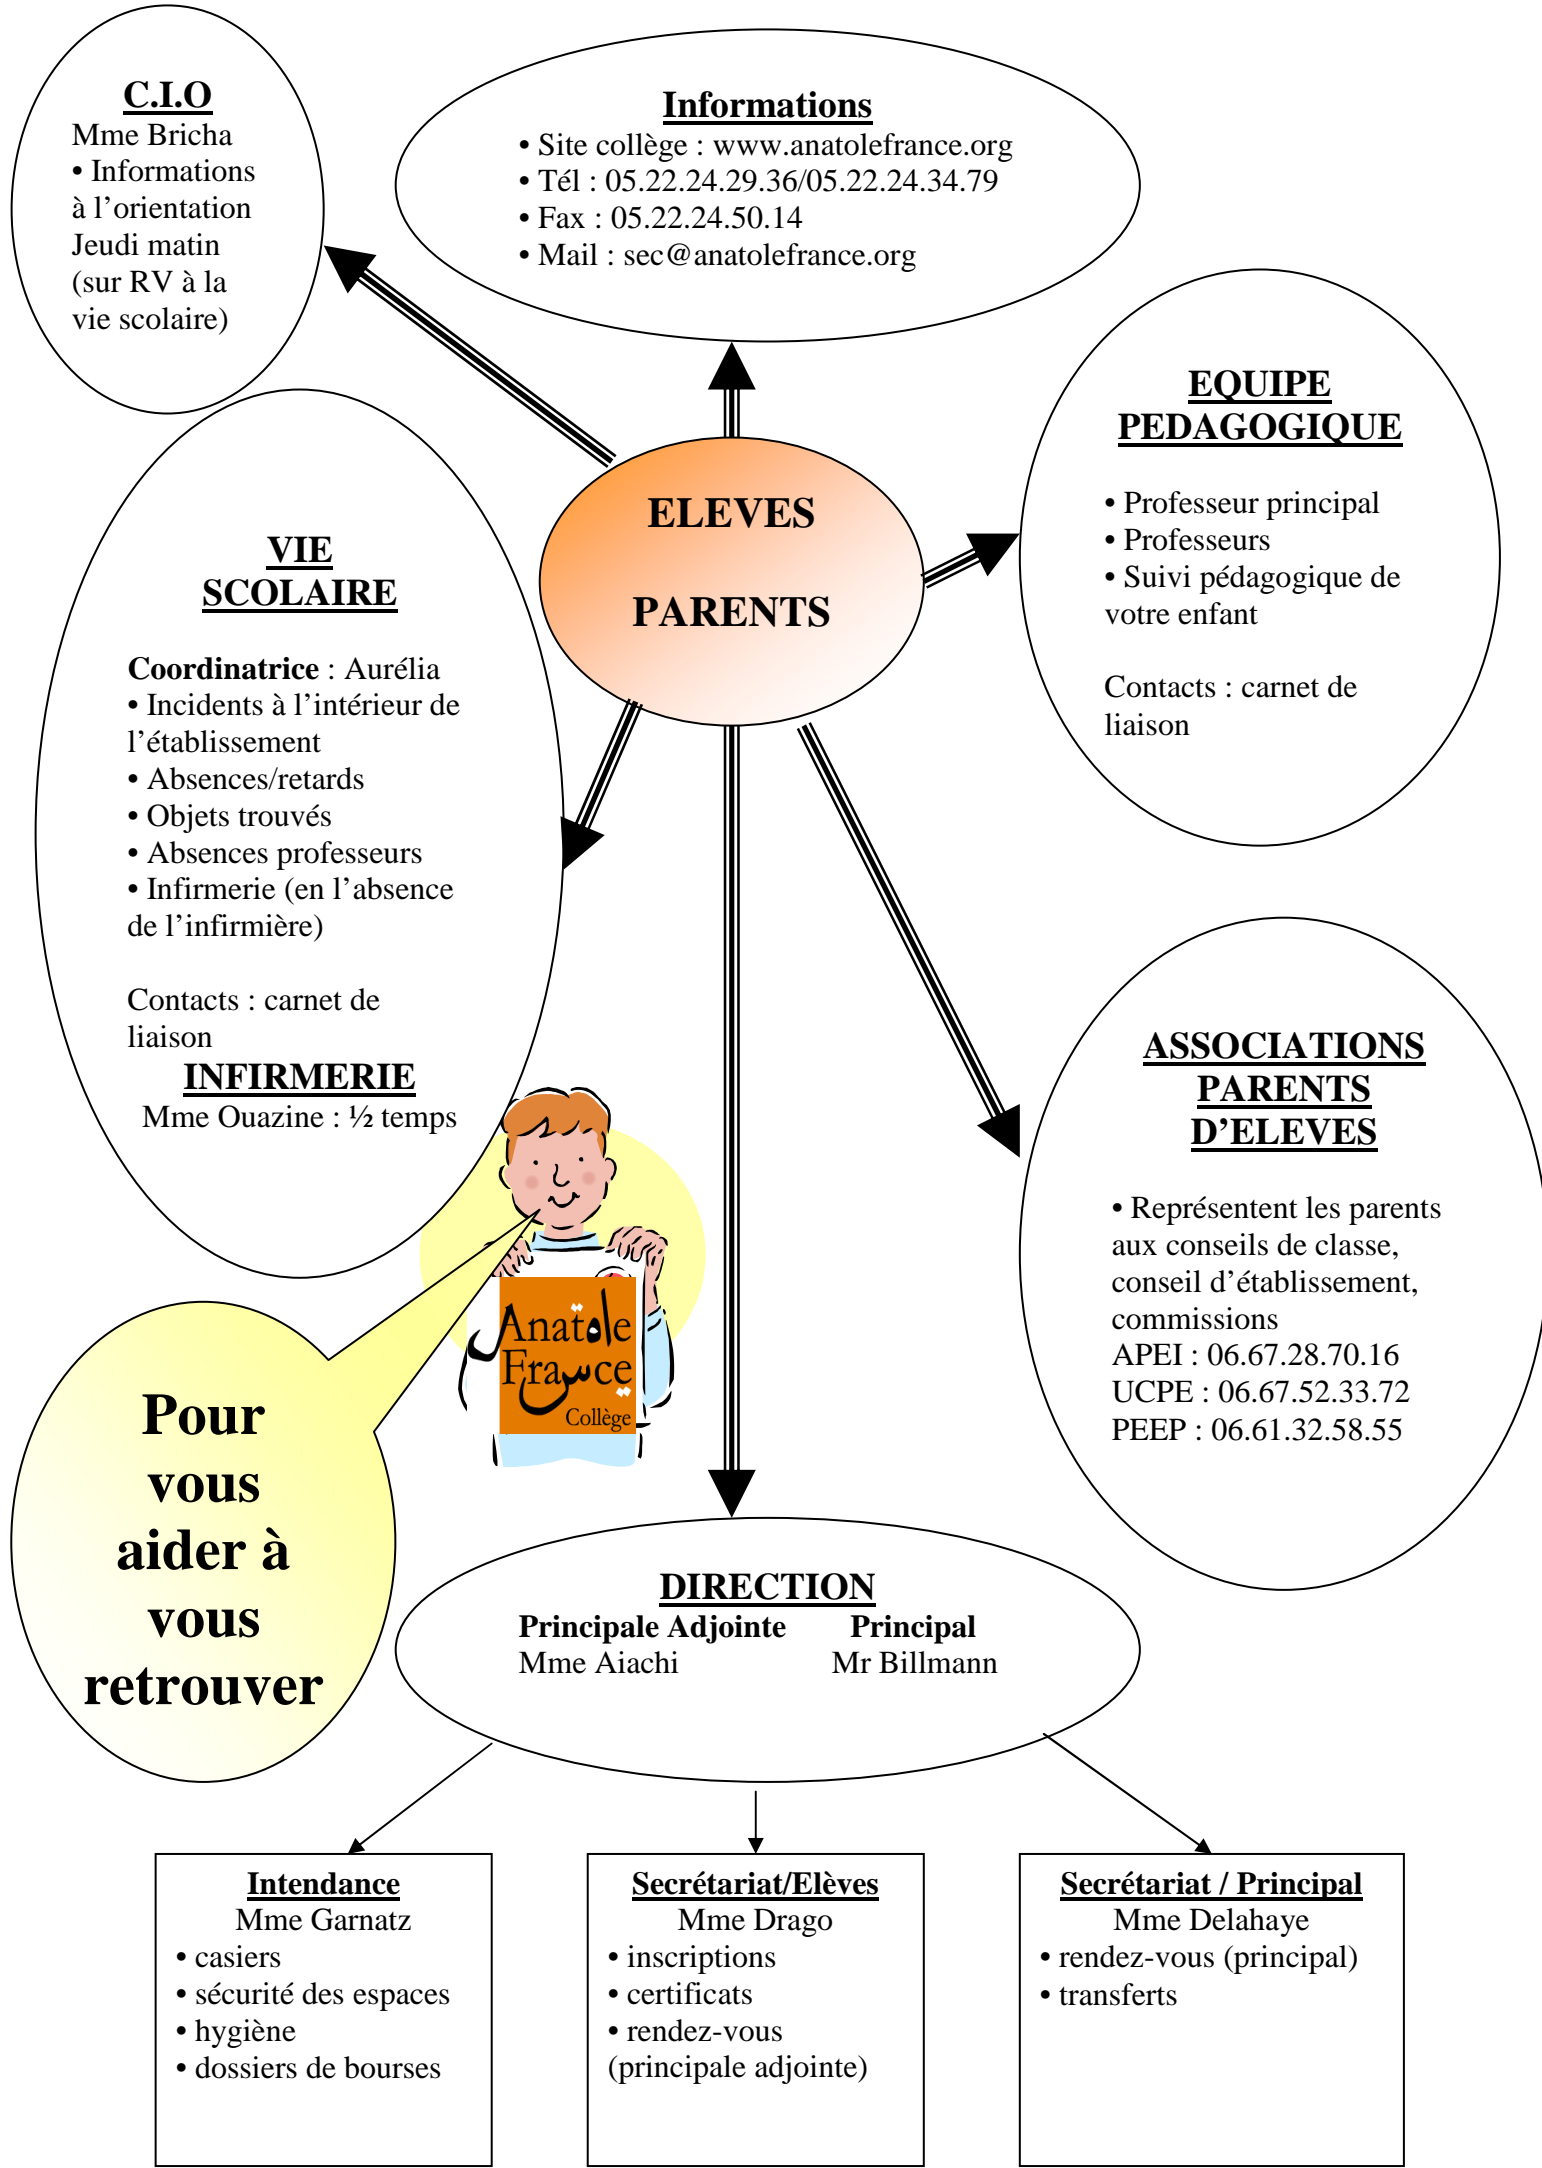 C.I.O
Mme Bricha
• Informations
à l’orientation
Jeudi matin
(sur RV à la
vie scolaire)
Informations
• Site collège : www.anatolefrance.org
• Tél : 05.22.24.29.36/05.22.24.34.79
• Fax : 05.22.24.50.14
• Mail : sec@anatolefrance.org
EQUIPE
PEDAGOGIQUE
• Professeur principal
• Professeurs
• Suivi pédagogique de
votre enfant
Contacts : carnet de
liaison
ELEVES
PARENTS
VIE
SCOLAIRE
Coordinatrice : Aurélia
• Incidents à l’intérieur de
l’établissement
• Absences/retards
• Objets trouvés
• Absences professeurs
• Infirmerie (en l’absence
de l’infirmière)
Contacts : carnet de
liaison
INFIRMERIE
Mme Ouazine : ½ temps
ASSOCIATIONS
PARENTS
D’ELEVES
• Représentent les parents
aux conseils de classe,
conseil d’établissement,
commissions
APEI : 06.67.28.70.16
UCPE : 06.67.52.33.72
PEEP : 06.61.32.58.55
Anatole
France
Collège
Pour
vous
aider à
vous
retrouver
DIRECTION
Principale Adjointe Principal
Mme Aiachi Mr Billmann
Intendance
Mme Garnatz
• casiers
• sécurité des espaces
• hygiène
• dossiers de bourses
Secrétariat/Elèves
Mme Drago
• inscriptions
• certificats
• rendez-vous
(principale adjointe)
Secrétariat / Principal
Mme Delahaye
• rendez-vous (principal)
• transferts